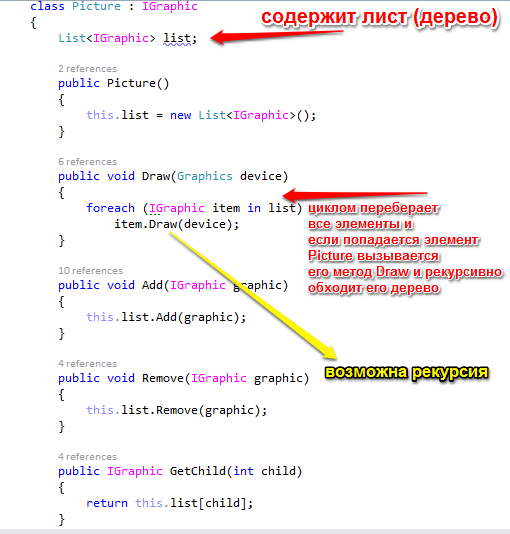 class Picture : IGraphic
содержит лист (дерево)
{
List<IGraphic> list;
2 references
public Picture()
{
this.list = new List<IGraphic>();
}
6 references
public void Draw(Graphics device)
{
foreach (IGraphic item in list)
item.Draw(device);
}
циклом переберает
все элементы и
если попадается элемент
Picture вызывается
его метод Draw и рекурсивно
обходит его дерево
10 references
public void Add(IGraphic graphic)
{
this.list.Add(graphic);
}
возможна рекурсия
4 references
public void Remove(IGraphic graphic)
{
this.list.Remove(graphic);
}
4 references
public IGraphic GetChild(int child)
{
return this.list[child];
}